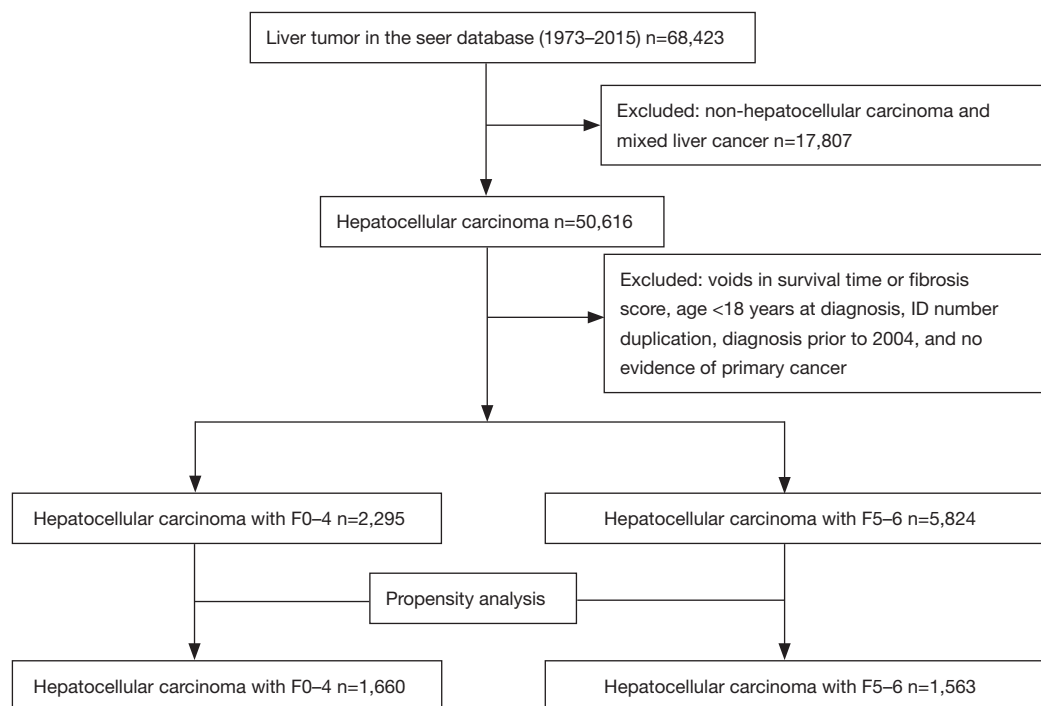 Liver tumor in the seer database (1973–2015) n=68,423
Excluded: non-hepatocellular carcinoma and
mixed liver cancer n=17,807
Hepatocellular carcinoma n=50,616
Excluded: voids in survival time or fibrosis
score, age <18 years at diagnosis, ID number
duplication, diagnosis prior to 2004, and no
evidence of primary cancer
Hepatocellular carcinoma with F0–4 n=2,295
Hepatocellular carcinoma with F5–6 n=5,824
Propensity analysis
Hepatocellular carcinoma with F0–4 n=1,660
Hepatocellular carcinoma with F5–6 n=1,563